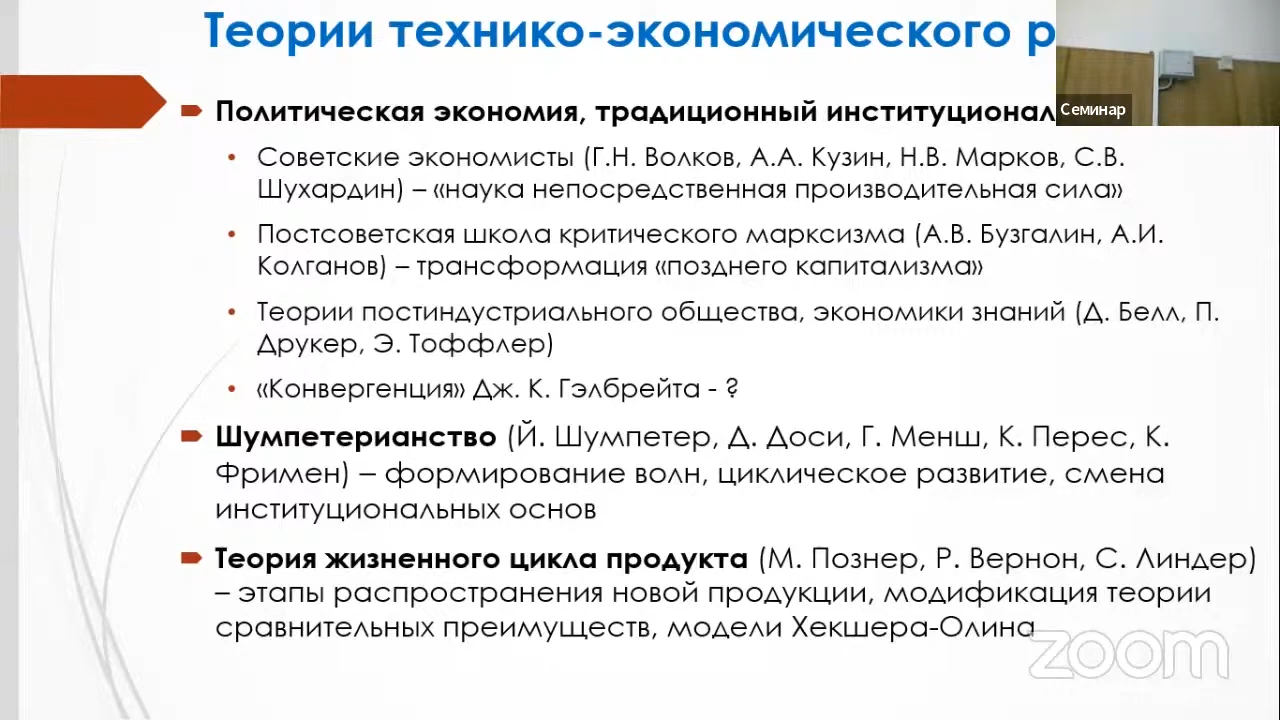 Теории технико-экономического р
Семинар
Политическая экономия, традиционный институционал
Советские экономисты (Г.Н. Волков, А.А. Кузин, Н.В. Марков, С.В.
Шухардин) – «наука непосредственная производительная сила»
Постсоветская школа критического марксизма (А.В. Бузгалин, А.И.
Колганов) – трансформация «позднего капитализма»
Теории постиндустриального общества, экономики знаний (Д. Белл, П.
Друкер, Э. Тоффлер)
«Конвергенция» Дж. К. Гэлбрейта - ?
Шумпетерианство (Й. Шумпетер, Д. Доси, Г. Менш, К. Перес, К.
Фримен) – формирование волн, циклическое развитие, смена
институциональных основ
Теория жизненного цикла продукта (М. Познер, Р. Вернон, С. Линдер)
– этапы распространения новой продукции, модификация теории
сравнительных преимуществ, модели Хекшера-Олина
zoom